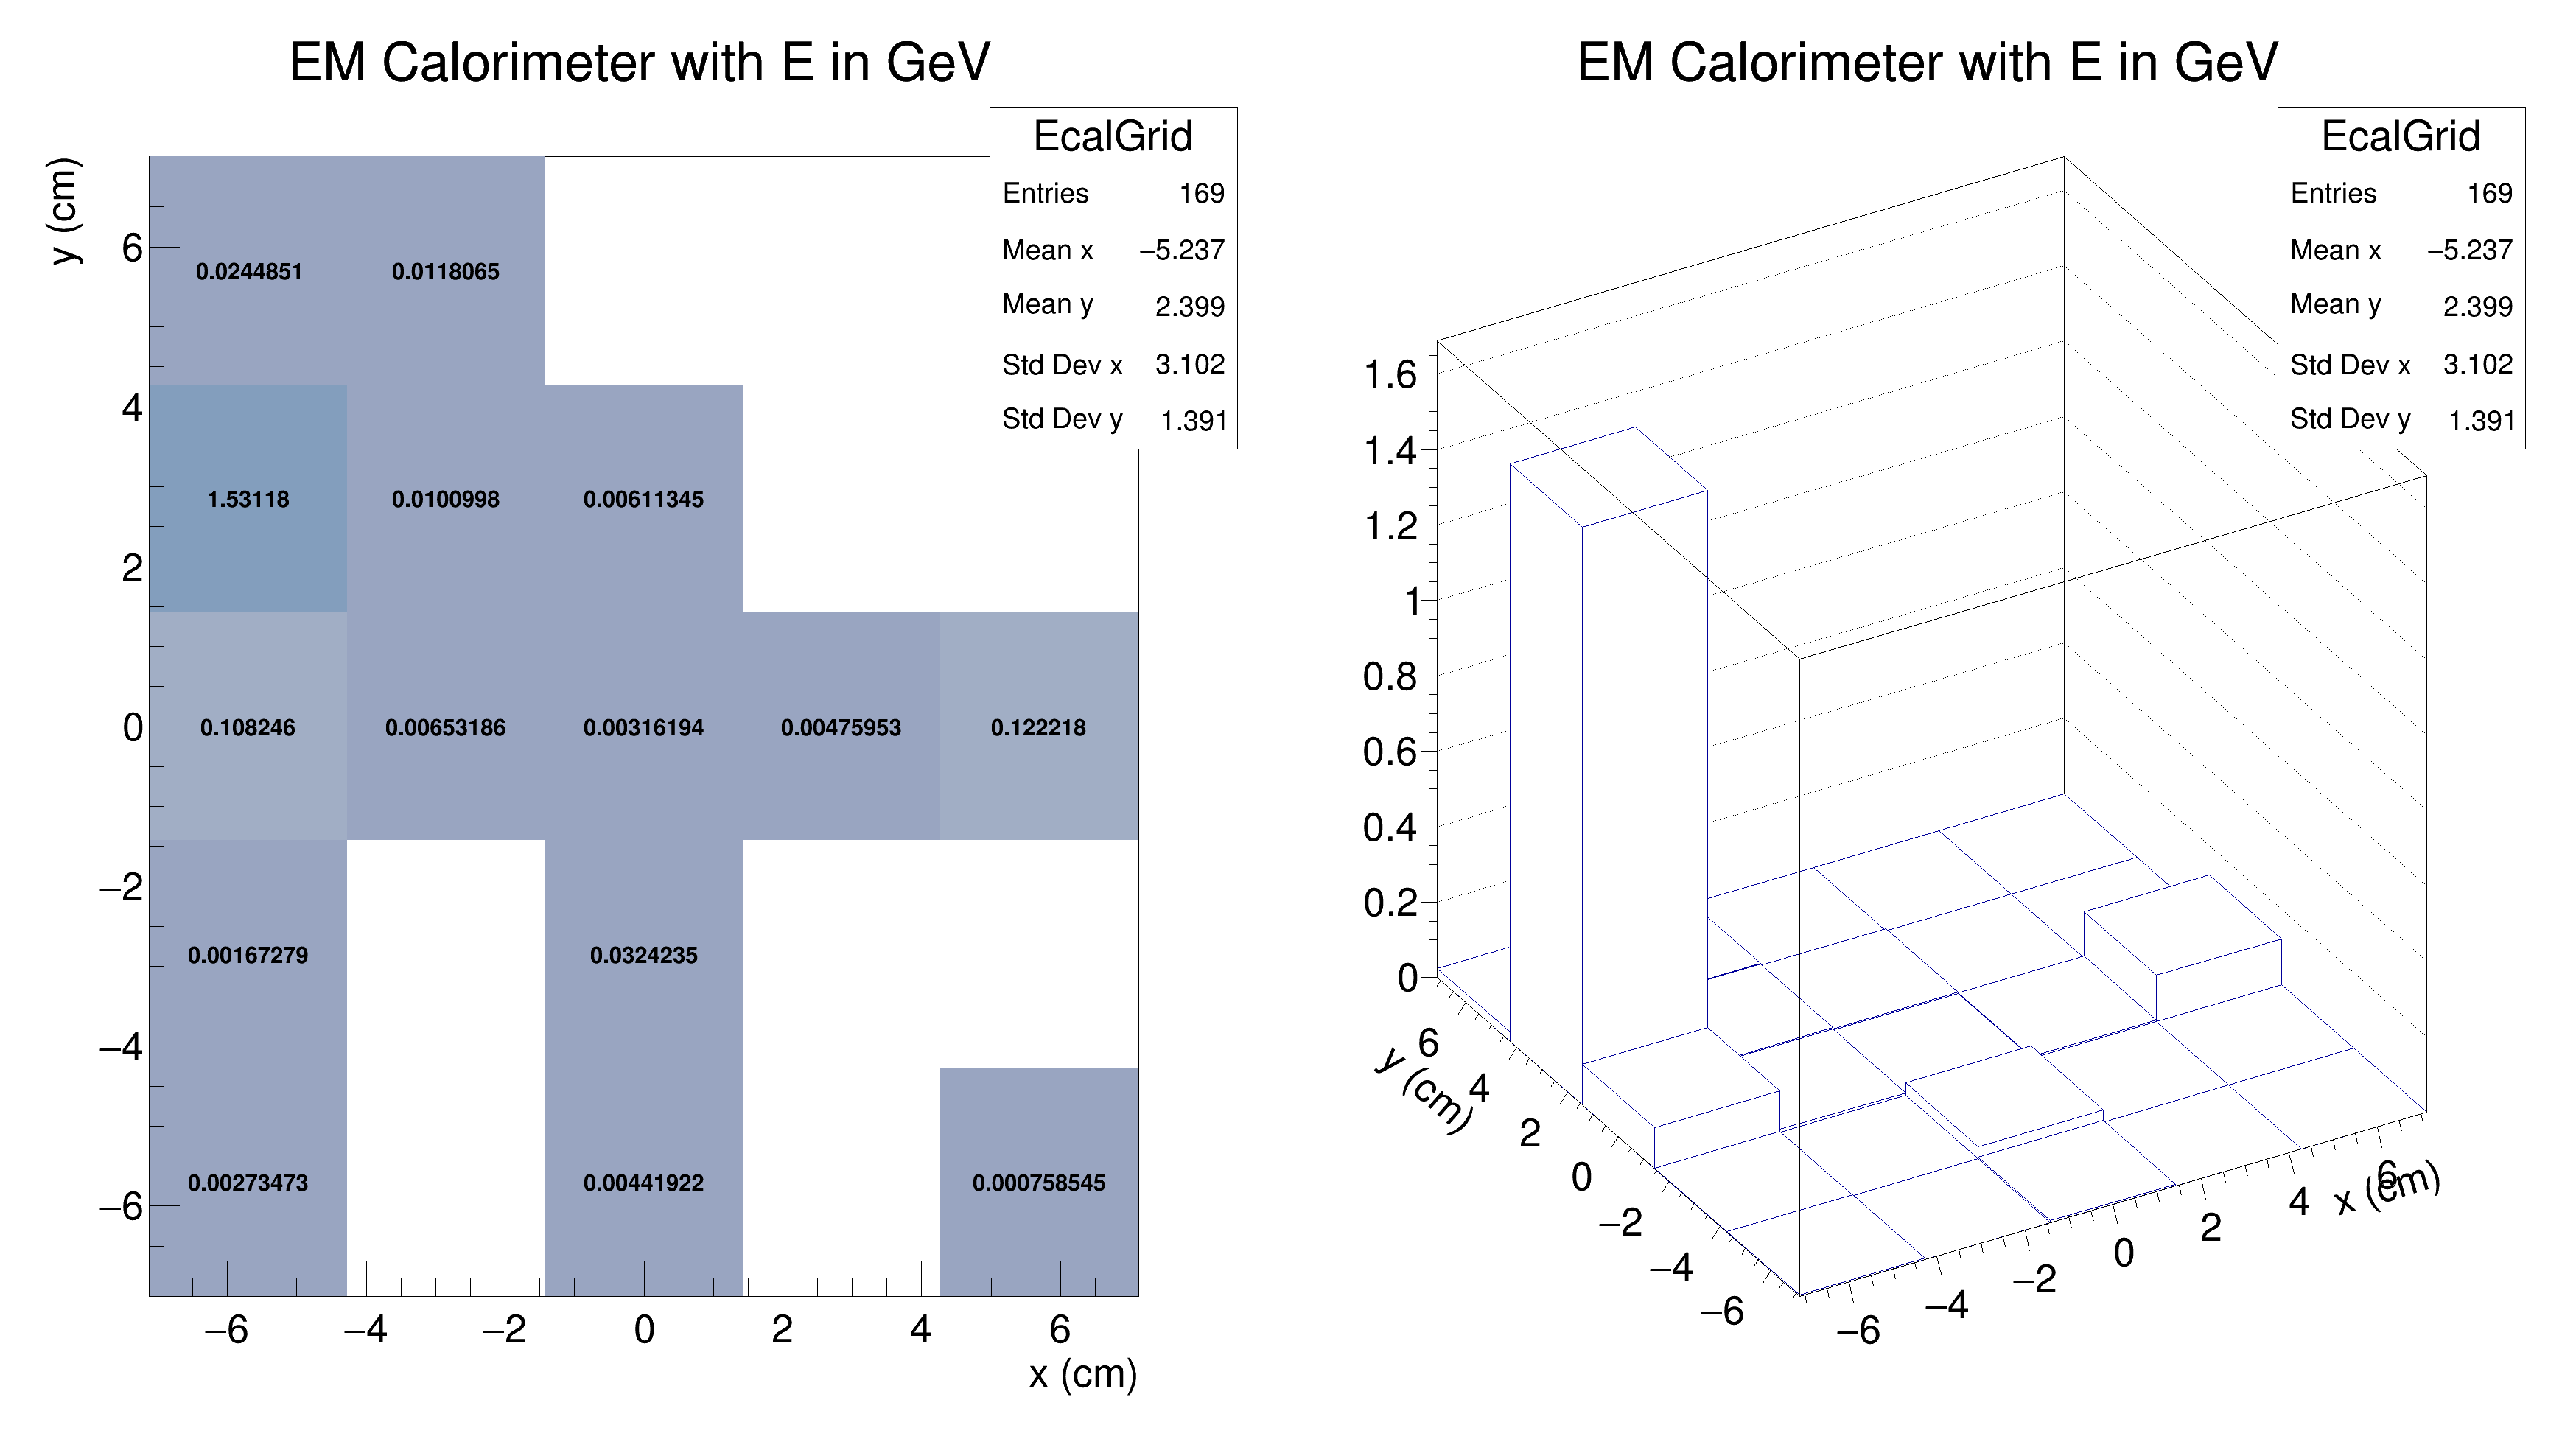 EM Calorimeter with E in GeV
EcalGrid
Entries 169
Mean x −5.237
Mean y 2.399
Std Dev x 3.102
Std Dev y 1.391
y (cm)
6
4
2
0
−2
−4
−6
0.0244851 0.0118065
1.53118 0.0100998 0.00611345
0.108246 0.00653186 0.00316194 0.00475953 0.122218
0.00167279 0.0324235
0.00273473 0.00441922 0.000758545
−6 −4 −2 0 2 4 6
x (cm)
EM Calorimeter with E in GeV
EcalGrid
Entries 169
Mean x −5.237
Mean y 2.399
Std Dev x 3.102
Std Dev y 1.391
1.6
1.4
1.2
1
0.8
0.6
0.4
0.2
0
6
4
2
0
−2
−4
−6
y (cm)
−6
−4
−2
0
2
4
6
x (cm)